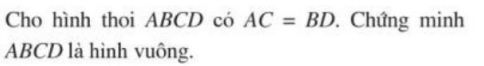 Cho hình thoi ABCD có AC = BD. Chứng minh
ABCD là hình vuông.